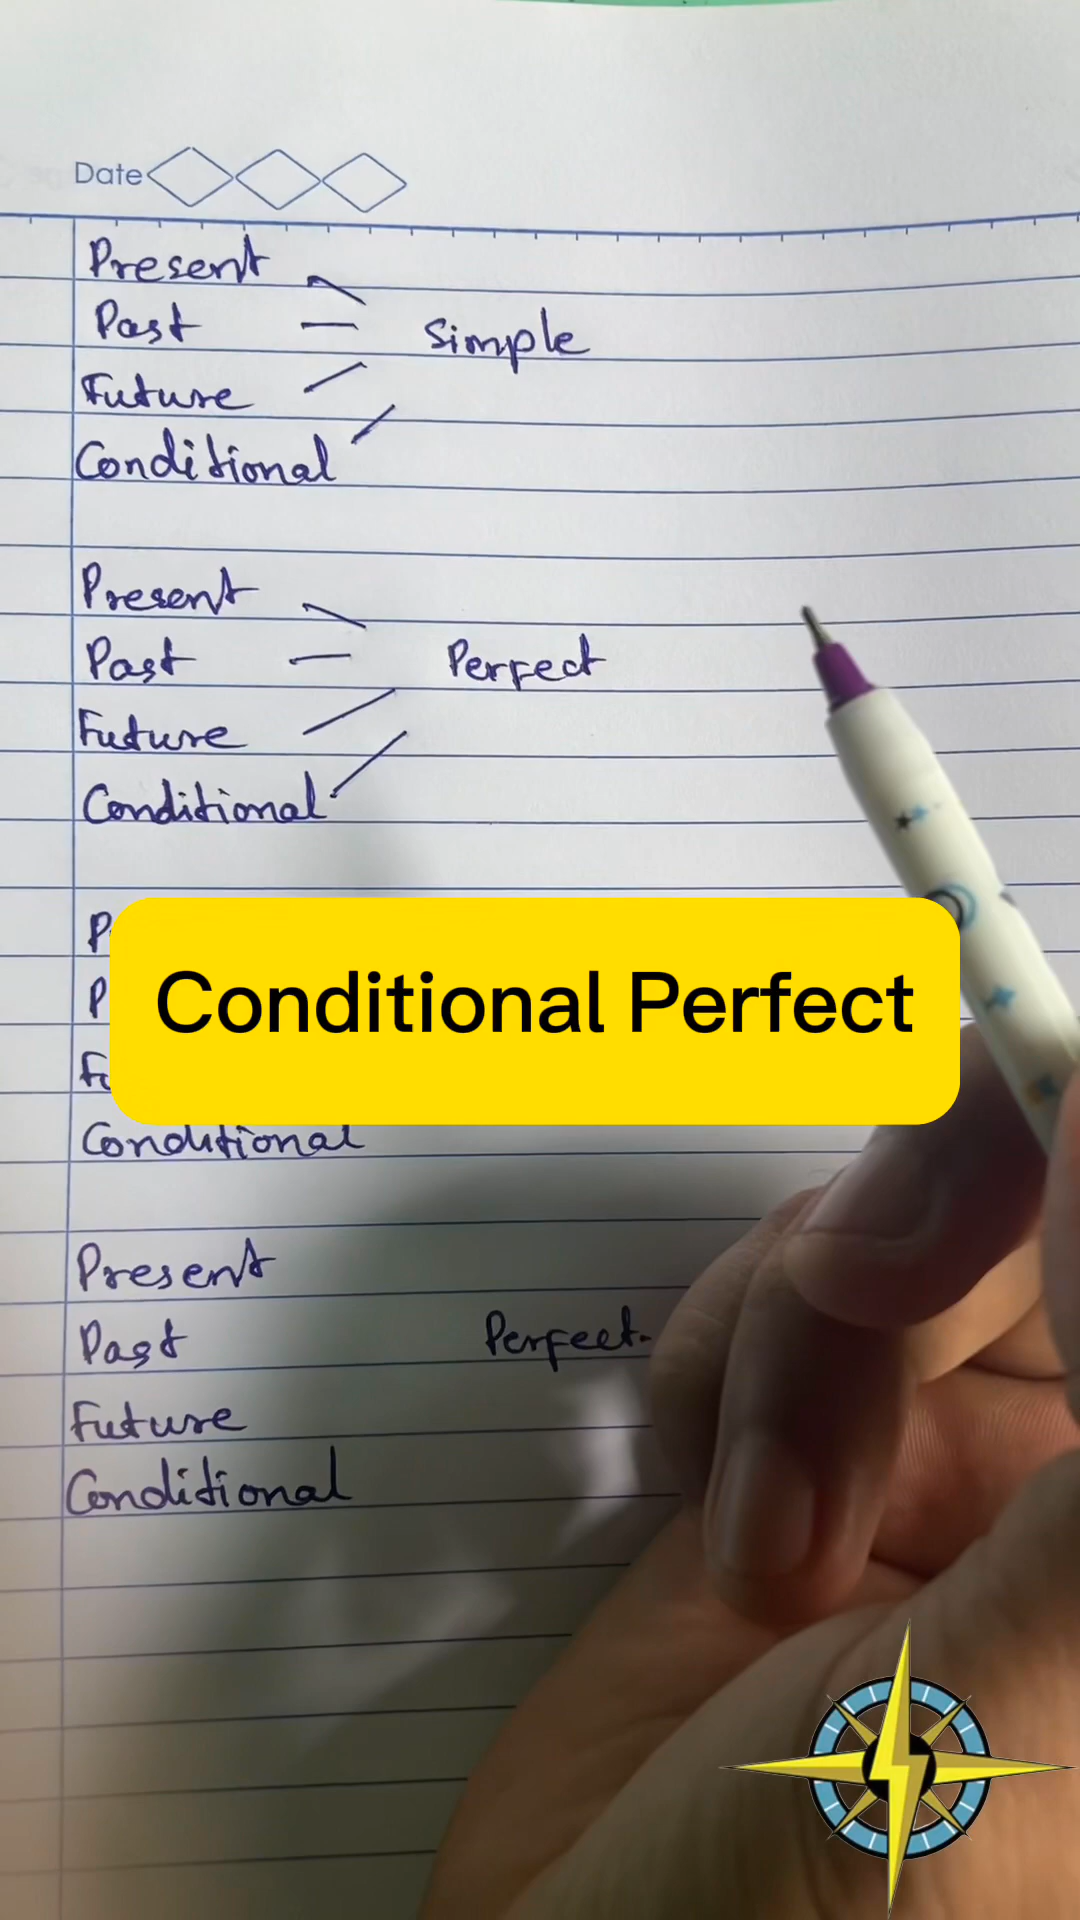 Date
Present
Past
Simple
Future
Conditional
Present
Past
Perfect
Future
Conditional
Conditional Perfect
Conditional
Present
Past
Perfect
Future
Conditional